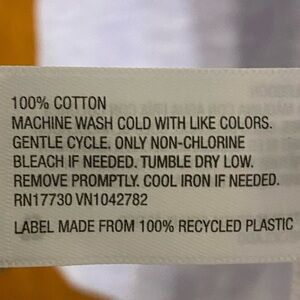 100% COTTON
MACHINE WASH COLD WITH LIKE COLORS.
GENTLE CYCLE. ONLY NON-CHLORINE
BLEACH IF NEEDED. TUMBLE DRY LOW.
REMOVE PROMPTLY. COOL IRON IF NEEDED.
RN17730 VN1042782
LABEL MADE FROM 100% RECYCLED PLASTIC